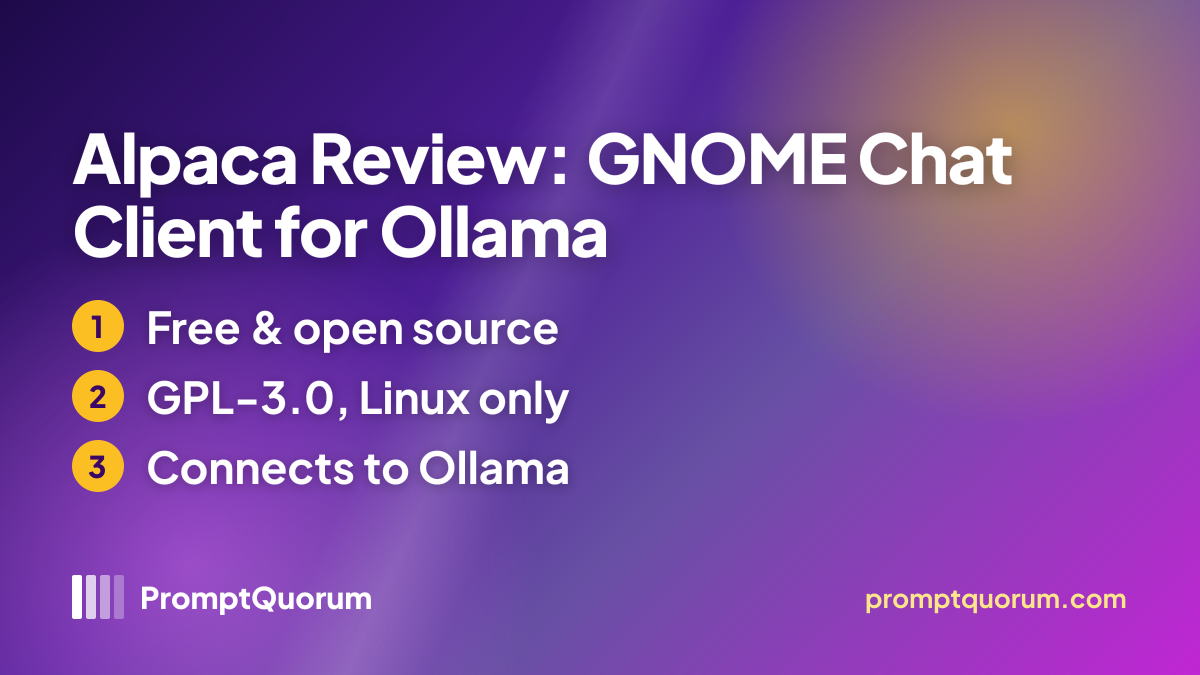 Alpaca Review: GNOME Chat
Client for Ollama
1 Free & open source
2 GPL-3.0, Linux only
3 Connects to Ollama
PromptQuorum
promptquorum.com